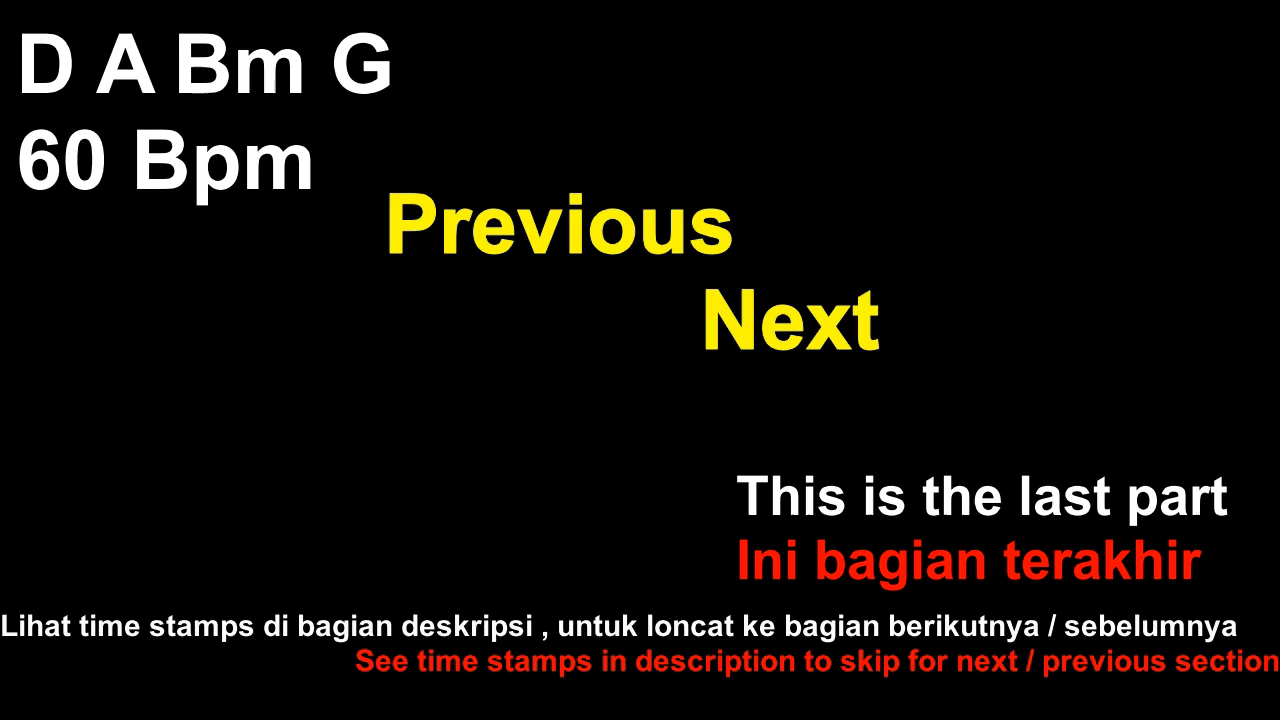 D A Bm G
60 Bpm
Previous
Next
This is the last part
Ini bagian terakhir
Lihat time stamps di bagian deskripsi , untuk loncat ke bagian berikutnya / sebelumnya
See time stamps in description to skip for next / previous section